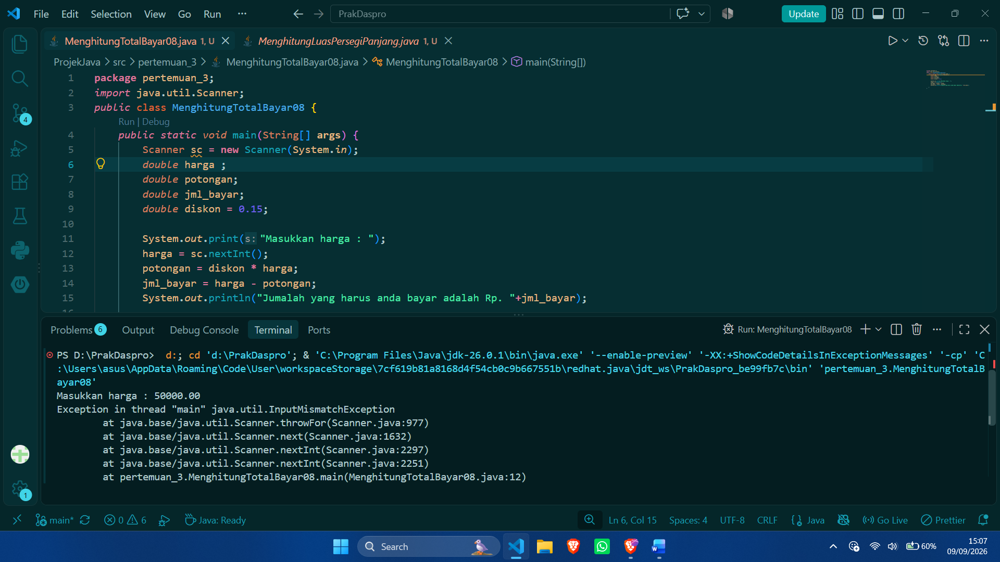 File Edit Selection View Go Run ··· PrakDaspro Update
MenghitungTotalBayar08.java 1, U MenghitungLuasPersegiPanjang.java 1, U
ProjekJava > src > pertemuan_3 > MenghitungTotalBayar08.java > MenghitungTotalBayar08 > main(String[])
1 package pertemuan_3;
2 import java.util.Scanner;
3 public class MenghitungTotalBayar08 {
Run | Debug
4 public static void main(String[] args) {
5 Scanner sc = new Scanner(System.in);
6 double harga ;
7 double potongan;
8 double jml_bayar;
9 double diskon = 0.15;
10
11 System.out.print(s: "Masukkan harga : ");
12 harga = sc.nextInt();
13 potongan = diskon * harga;
14 jml_bayar = harga - potongan;
15 System.out.println("Jumalah yang harus anda bayar adalah Rp. "+jml_bayar);
16
4
1
Problems 6 Output Debug Console Terminal Ports Run: MenghitungTotalBayar08
PS D:\PrakDaspro> d:; cd 'd:\PrakDaspro'; & 'C:\Program Files\Java\jdk-26.0.1\bin\java.exe' '--enable-preview' '-XX:+ShowCodeDetailsInExceptionMessages' '-cp' 'C
:\Users\asus\AppData\Roaming\Code\User\workspaceStorage\7cf619b81a8168d4f54cb0c9b667551b\redhat.java\jdt_ws\PrakDaspro_be99fb7c\bin' 'pertemuan_3.MenghitungTotalB
ayar08'
Masukkan harga : 50000.00
Exception in thread "main" java.util.InputMismatchException
at java.base/java.util.Scanner.throwFor(Scanner.java:977)
at java.base/java.util.Scanner.next(Scanner.java:1632)
at java.base/java.util.Scanner.nextInt(Scanner.java:2297)
at java.base/java.util.Scanner.nextInt(Scanner.java:2251)
at pertemuan_3.MenghitungTotalBayar08.main(MenghitungTotalBayar08.java:12)
main* 0 6 Java: Ready Ln 6, Col 15 Spaces: 4 UTF-8 CRLF {} Java Go Live Prettier
Search 60% 15:07
09/09/2026